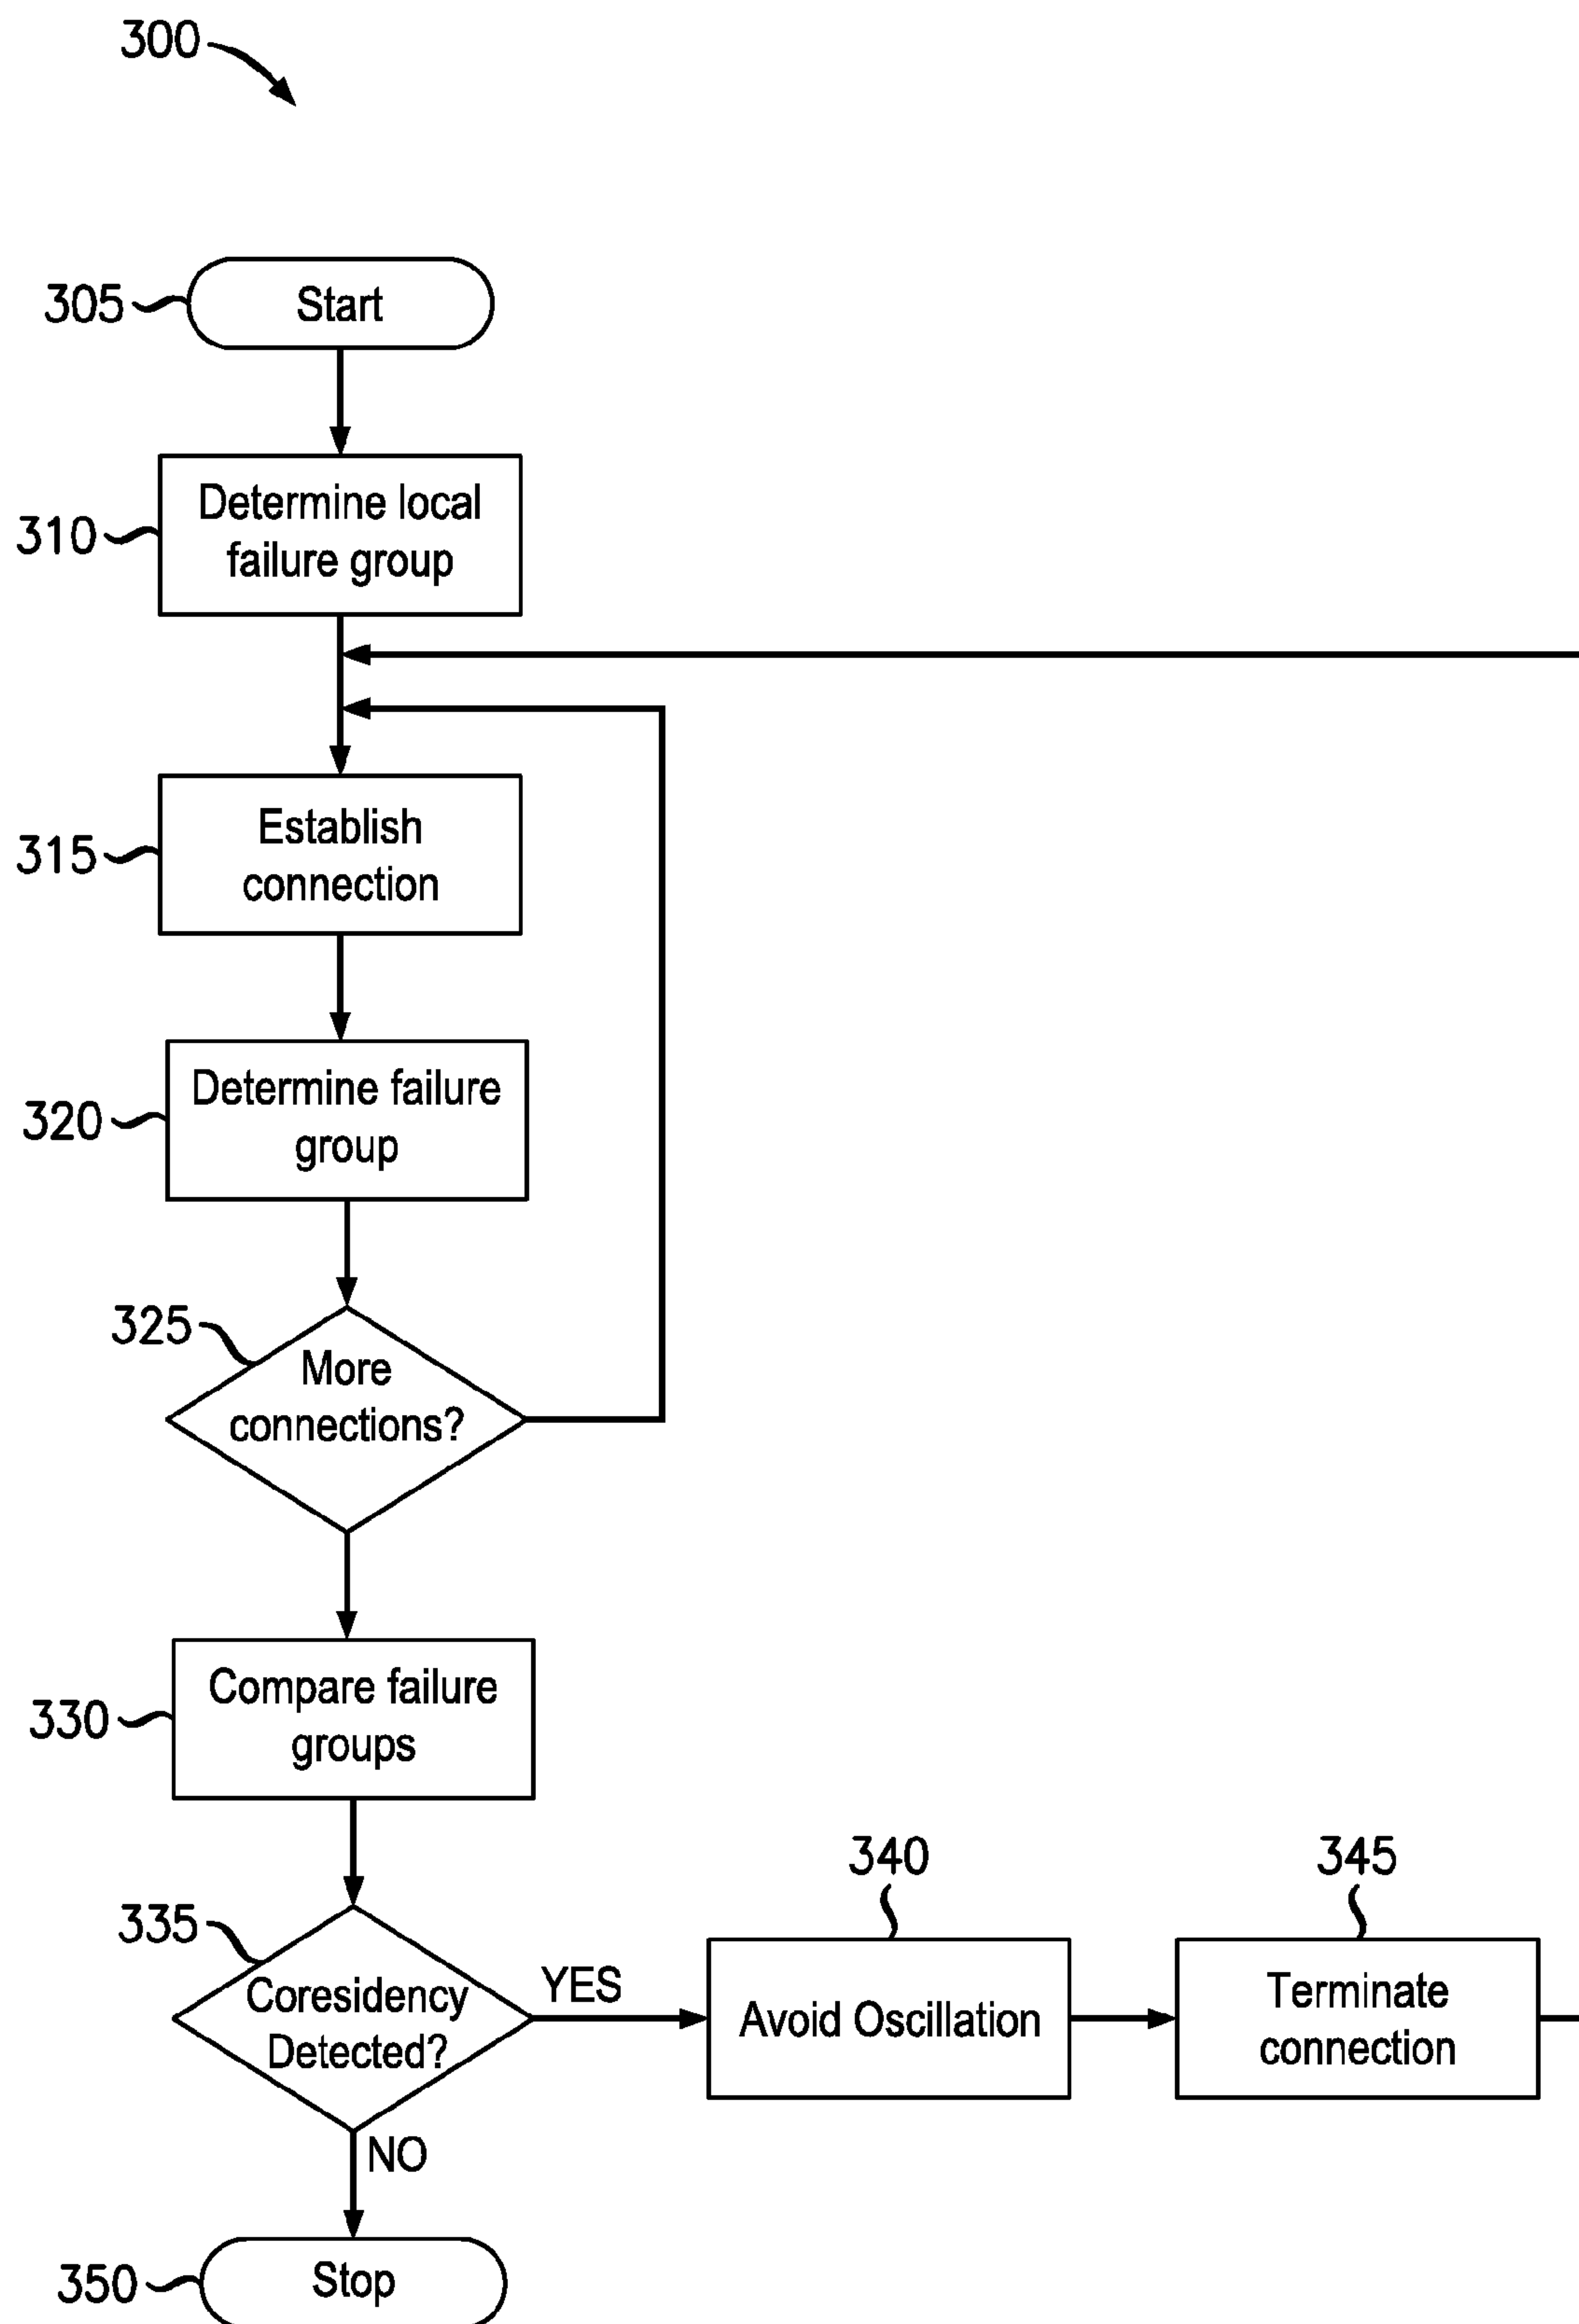 300
305
Start
310
Determine local
failure group
315
Establish
connection
320
Determine failure
group
325
More
connections?
330
Compare failure
groups
335
Coresidency
Detected?
YES
340
Avoid Oscillation
345
Terminate
connection
NO
350
Stop